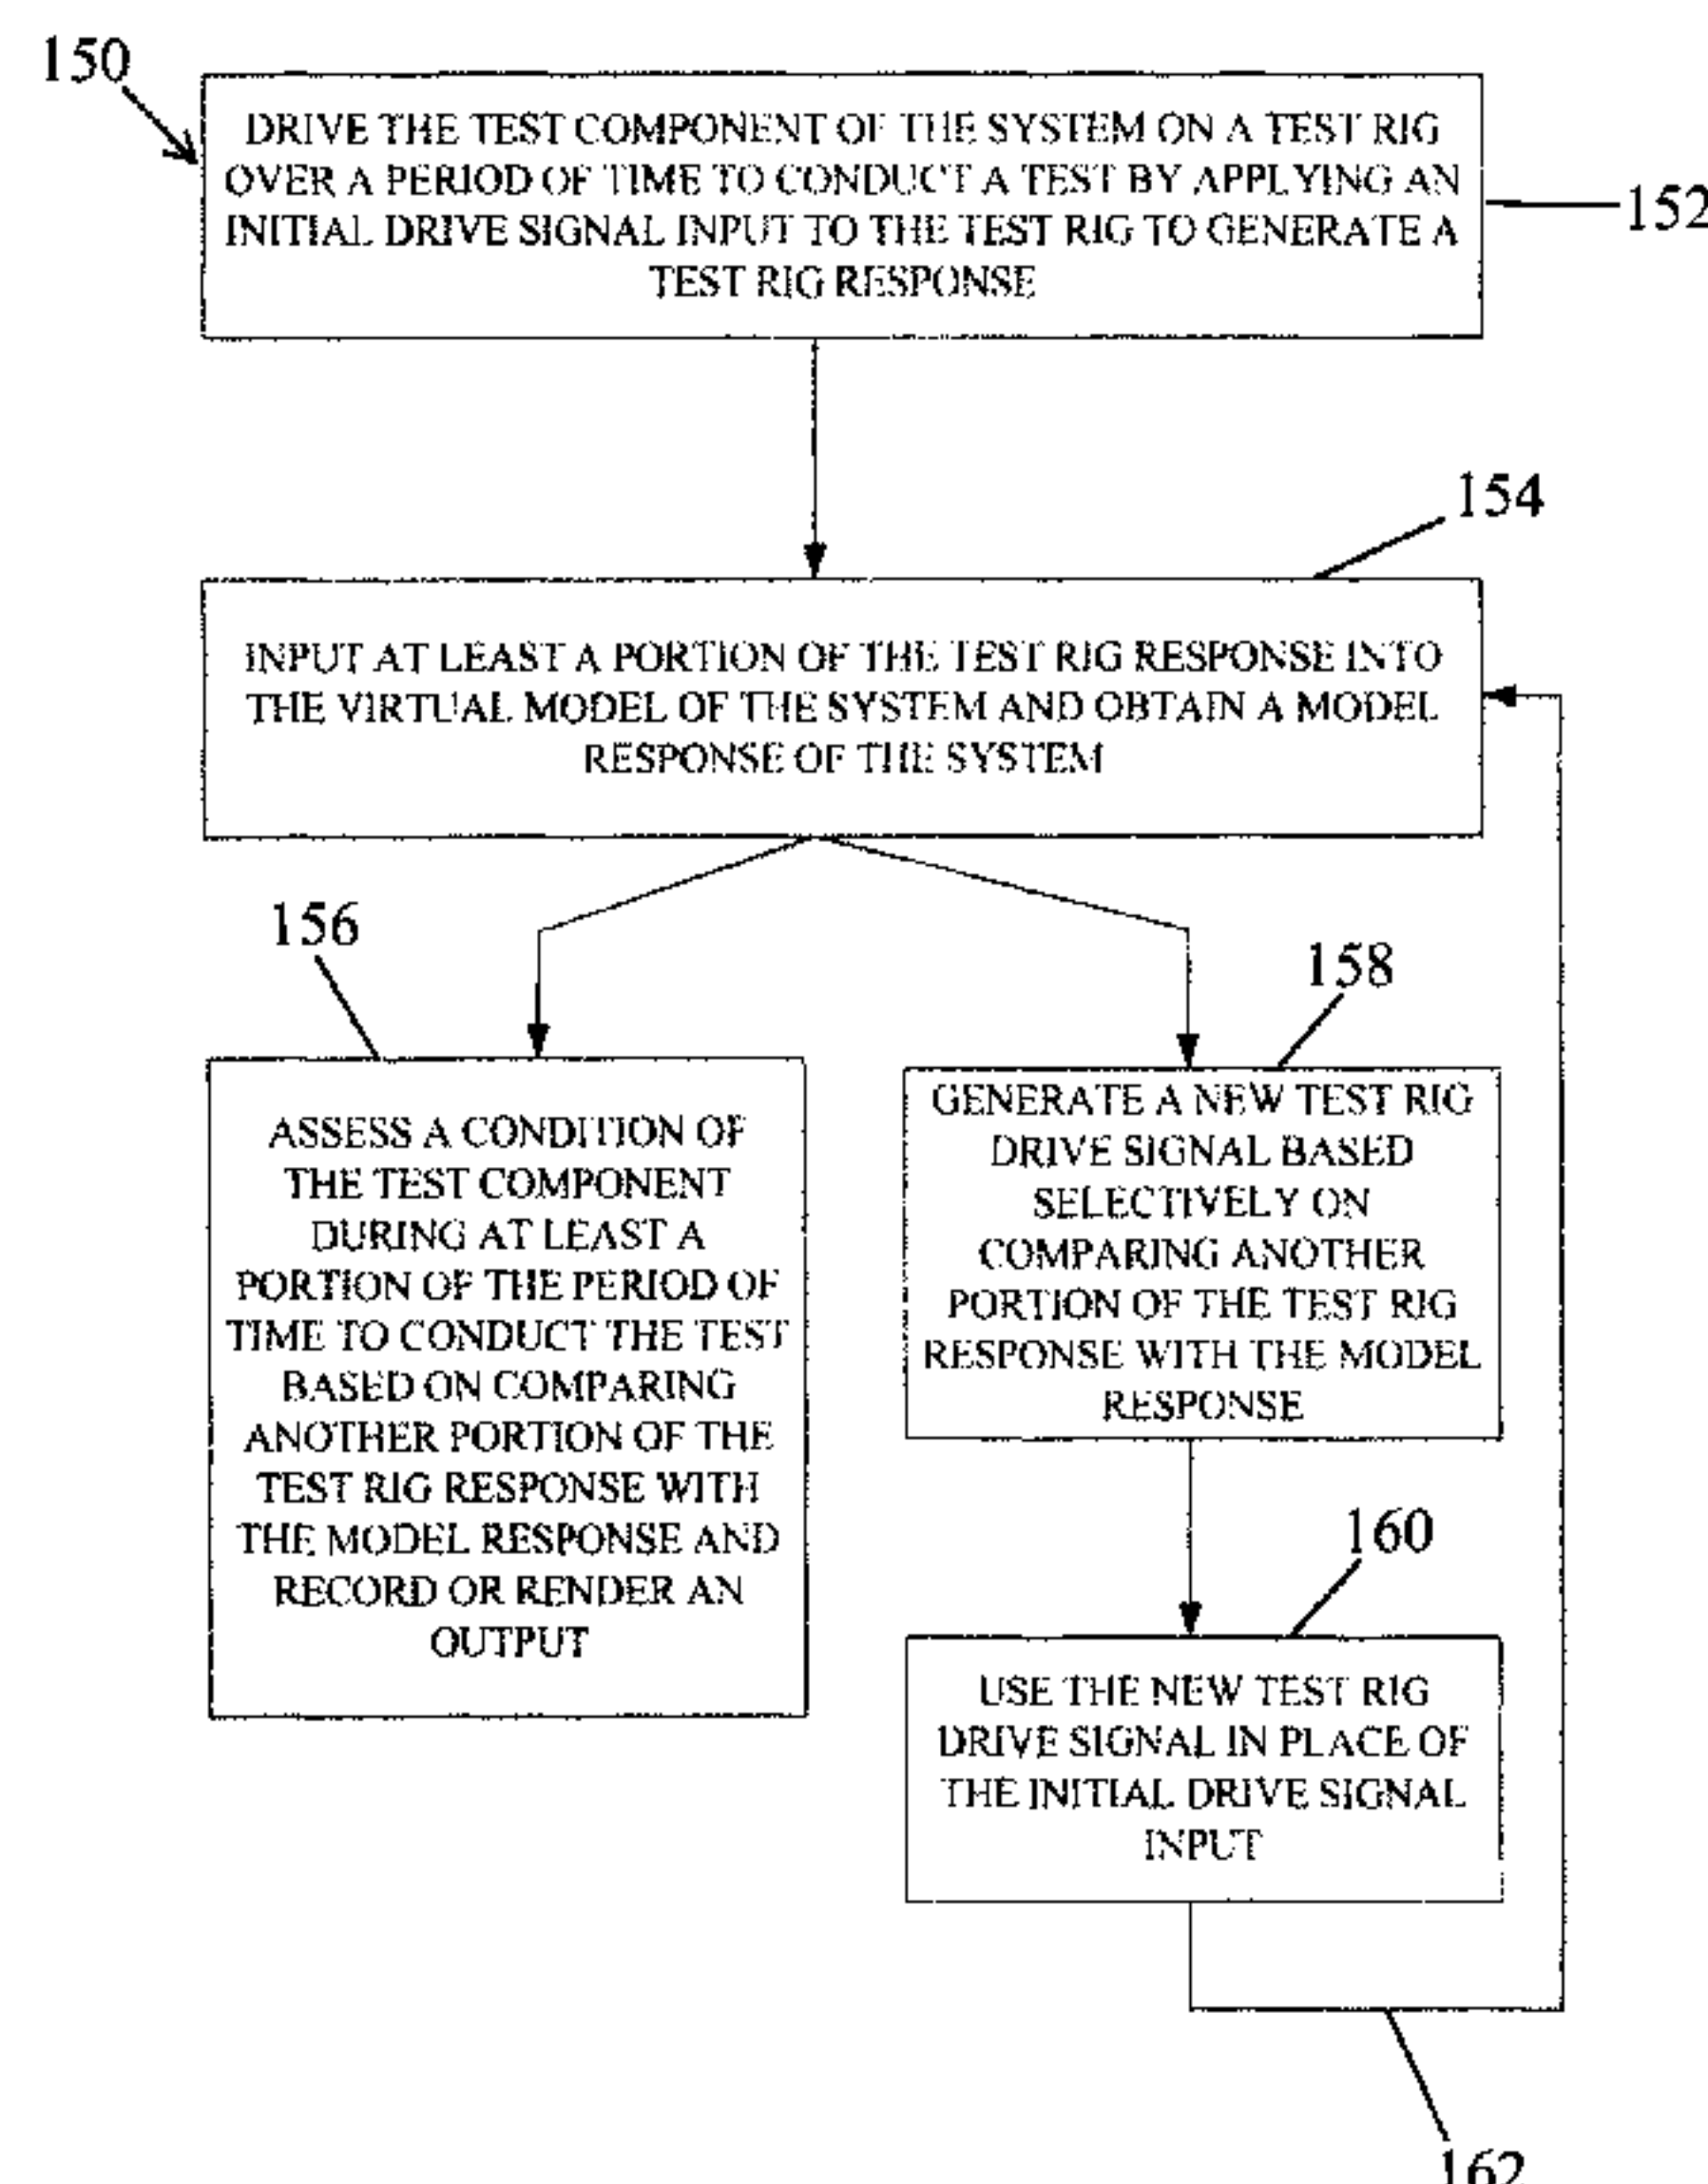 150
DRIVE THE TEST COMPONENT OF THE SYSTEM ON A TEST RIG
OVER A PERIOD OF TIME TO CONDUCT A TEST BY APPLYING AN
INITIAL DRIVE SIGNAL INPUT TO THE TEST RIG TO GENERATE A
TEST RIG RESPONSE
152
154
INPUT AT LEAST A PORTION OF THE TEST RIG RESPONSE INTO
THE VIRTUAL MODEL OF THE SYSTEM AND OBTAIN A MODEL
RESPONSE OF THE SYSTEM
156
ASSESS A CONDITION OF
THE TEST COMPONENT
DURING AT LEAST A
PORTION OF THE PERIOD OF
TIME TO CONDUCT THE TEST
BASED ON COMPARING
ANOTHER PORTION OF THE
TEST RIG RESPONSE WITH
THE MODEL RESPONSE AND
RECORD OR RENDER AN
OUTPUT
158
GENERATE A NEW TEST RIG
DRIVE SIGNAL BASED
SELECTIVELY ON
COMPARING ANOTHER
PORTION OF THE TEST RIG
RESPONSE WITH THE MODEL
RESPONSE
160
USE THE NEW TEST RIG
DRIVE SIGNAL IN PLACE OF
THE INITIAL DRIVE SIGNAL
INPUT
162